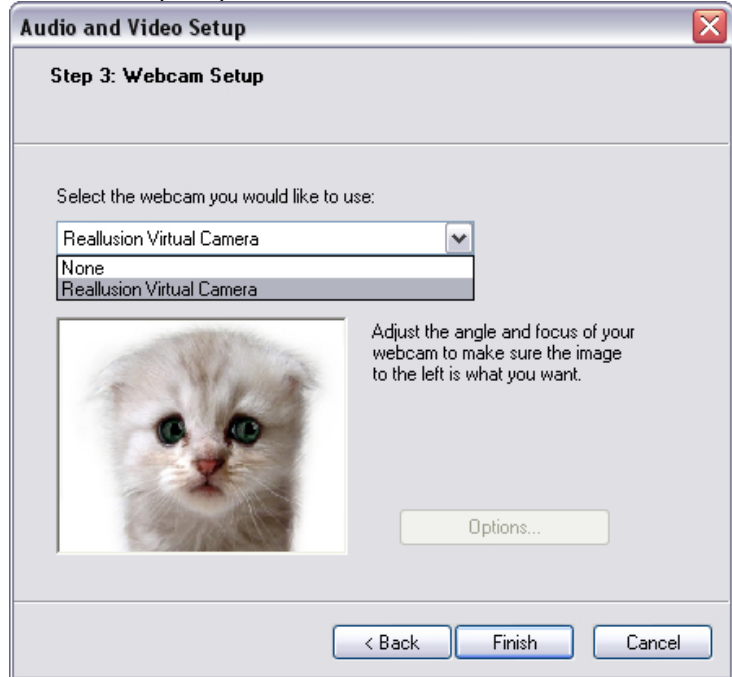 Audio and Video Setup
Step 3: Webcam Setup
Select the webcam you would like to use:
Reallusion Virtual Camera
None
Reallusion Virtual Camera
Adjust the angle and focus of your
webcam to make sure the image
to the left is what you want.
Options...
< Back Finish Cancel